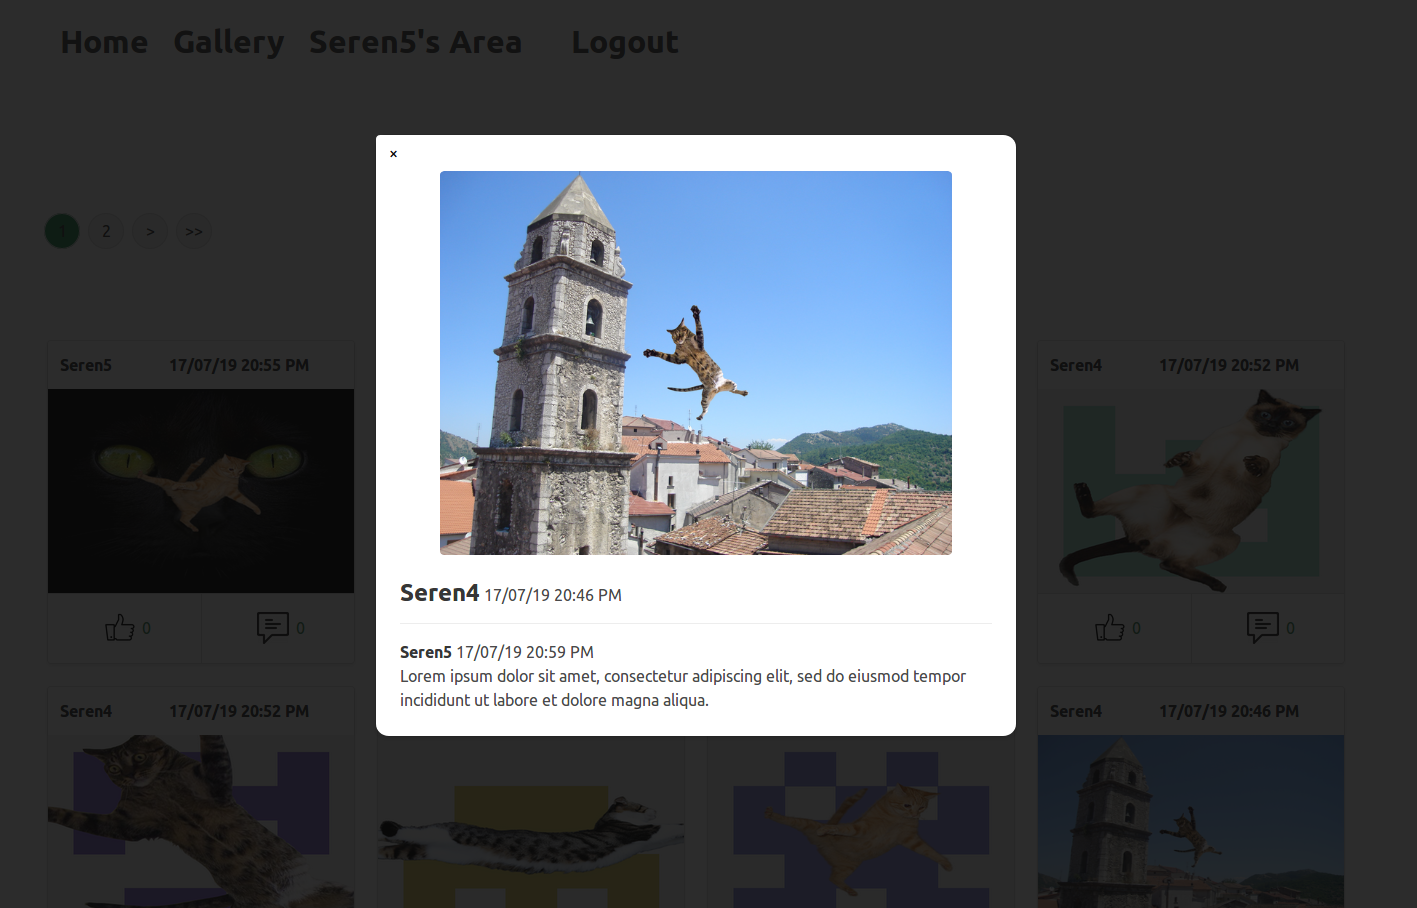 Home Gallery Seren5's Area Logout
×
1 2 > >>
Seren5 17/07/19 20:55 PM
Seren4 17/07/19 20:52 PM
0 0
0 0
Seren4 17/07/19 20:46 PM
Seren5 17/07/19 20:59 PM
Lorem ipsum dolor sit amet, consectetur adipiscing elit, sed do eiusmod tempor
incididunt ut labore et dolore magna aliqua.
Seren4 17/07/19 20:52 PM
Seren4 17/07/19 20:46 PM